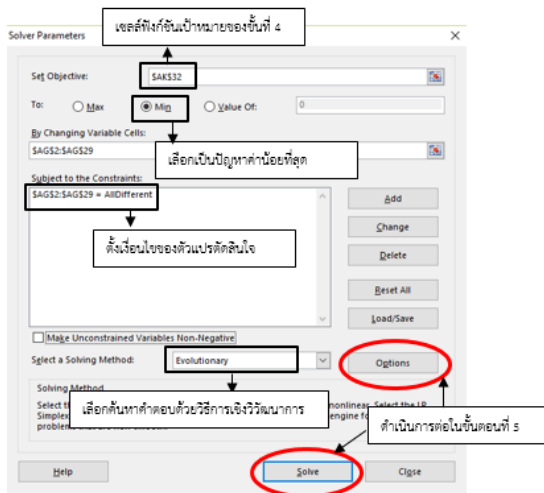 เซลล์ฟังก์ชันเป้าหมายของขั้นที่ 4
Solver Parameters
Set Objective:
$AK$32
To:
Max
Min
Value Of:
0
By Changing Variable Cells:
$AG$2:$AG$29
เลือกเป็นปัญหาค่าน้อยที่สุด
Subject to the Constraints:
$AG$2:$AG$29 = AllDifferent
Add
ตั้งเงื่อนไขของตัวแปรตัดสินใจ
Change
Delete
Reset All
Load/Save
Make Unconstrained Variables Non-Negative
Select a Solving Method:
Evolutionary
Options
Solving Method
Select th
nonlinear. Select the LP
Simplex
engine fo
เลือกค้นหาคำตอบด้วยวิธีการเชิงวิวัฒนาการ
ดำเนินการต่อในขั้นตอนที่ 5
Help
Solve
Close